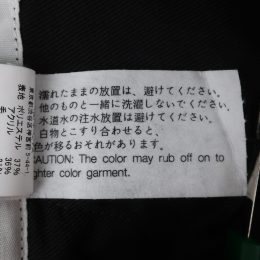 濡れたままの放置は、避けてください。
他のものと一緒に洗濯しないでください。
水道水の注水放置は、避けてください。
白物とこすり合わせると、
色が移るおそれがあります。
CAUTION: The color may rub off on to
lighter color garment.
表地 ポリエステル 37%
アクリル 36%
毛